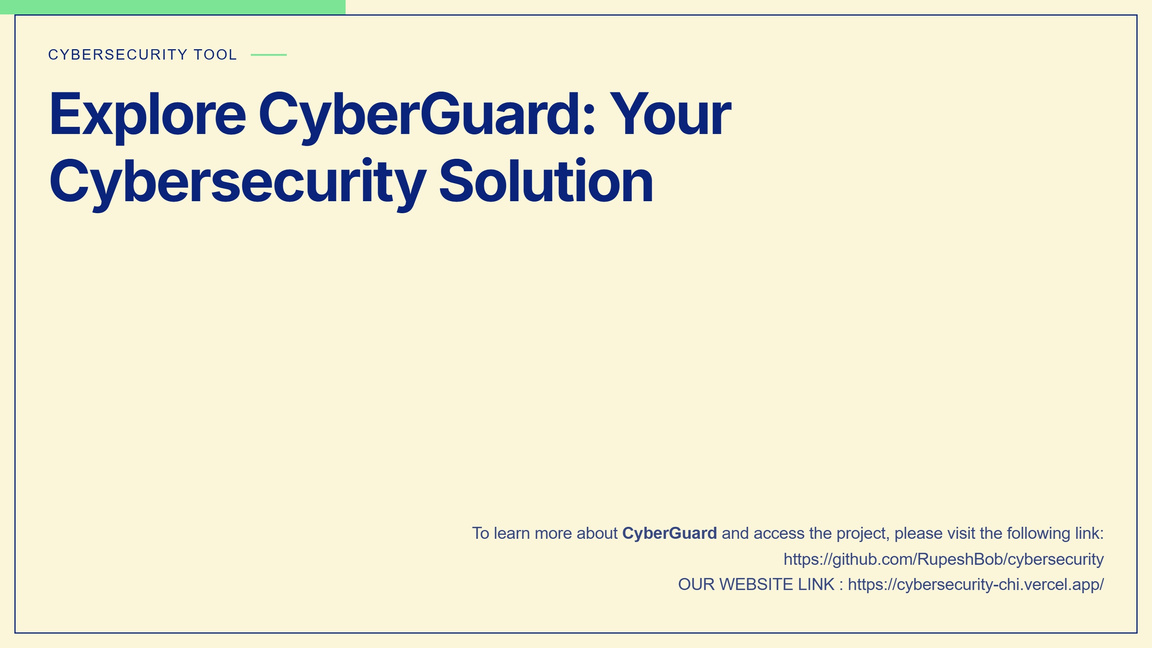 CYBERSECURITY TOOL
Explore CyberGuard: Your
Cybersecurity Solution
To learn more about CyberGuard and access the project, please visit the following link:
https://github.com/RupeshBob/cybersecurity
OUR WEBSITE LINK : https://cybersecurity-chi.vercel.app/